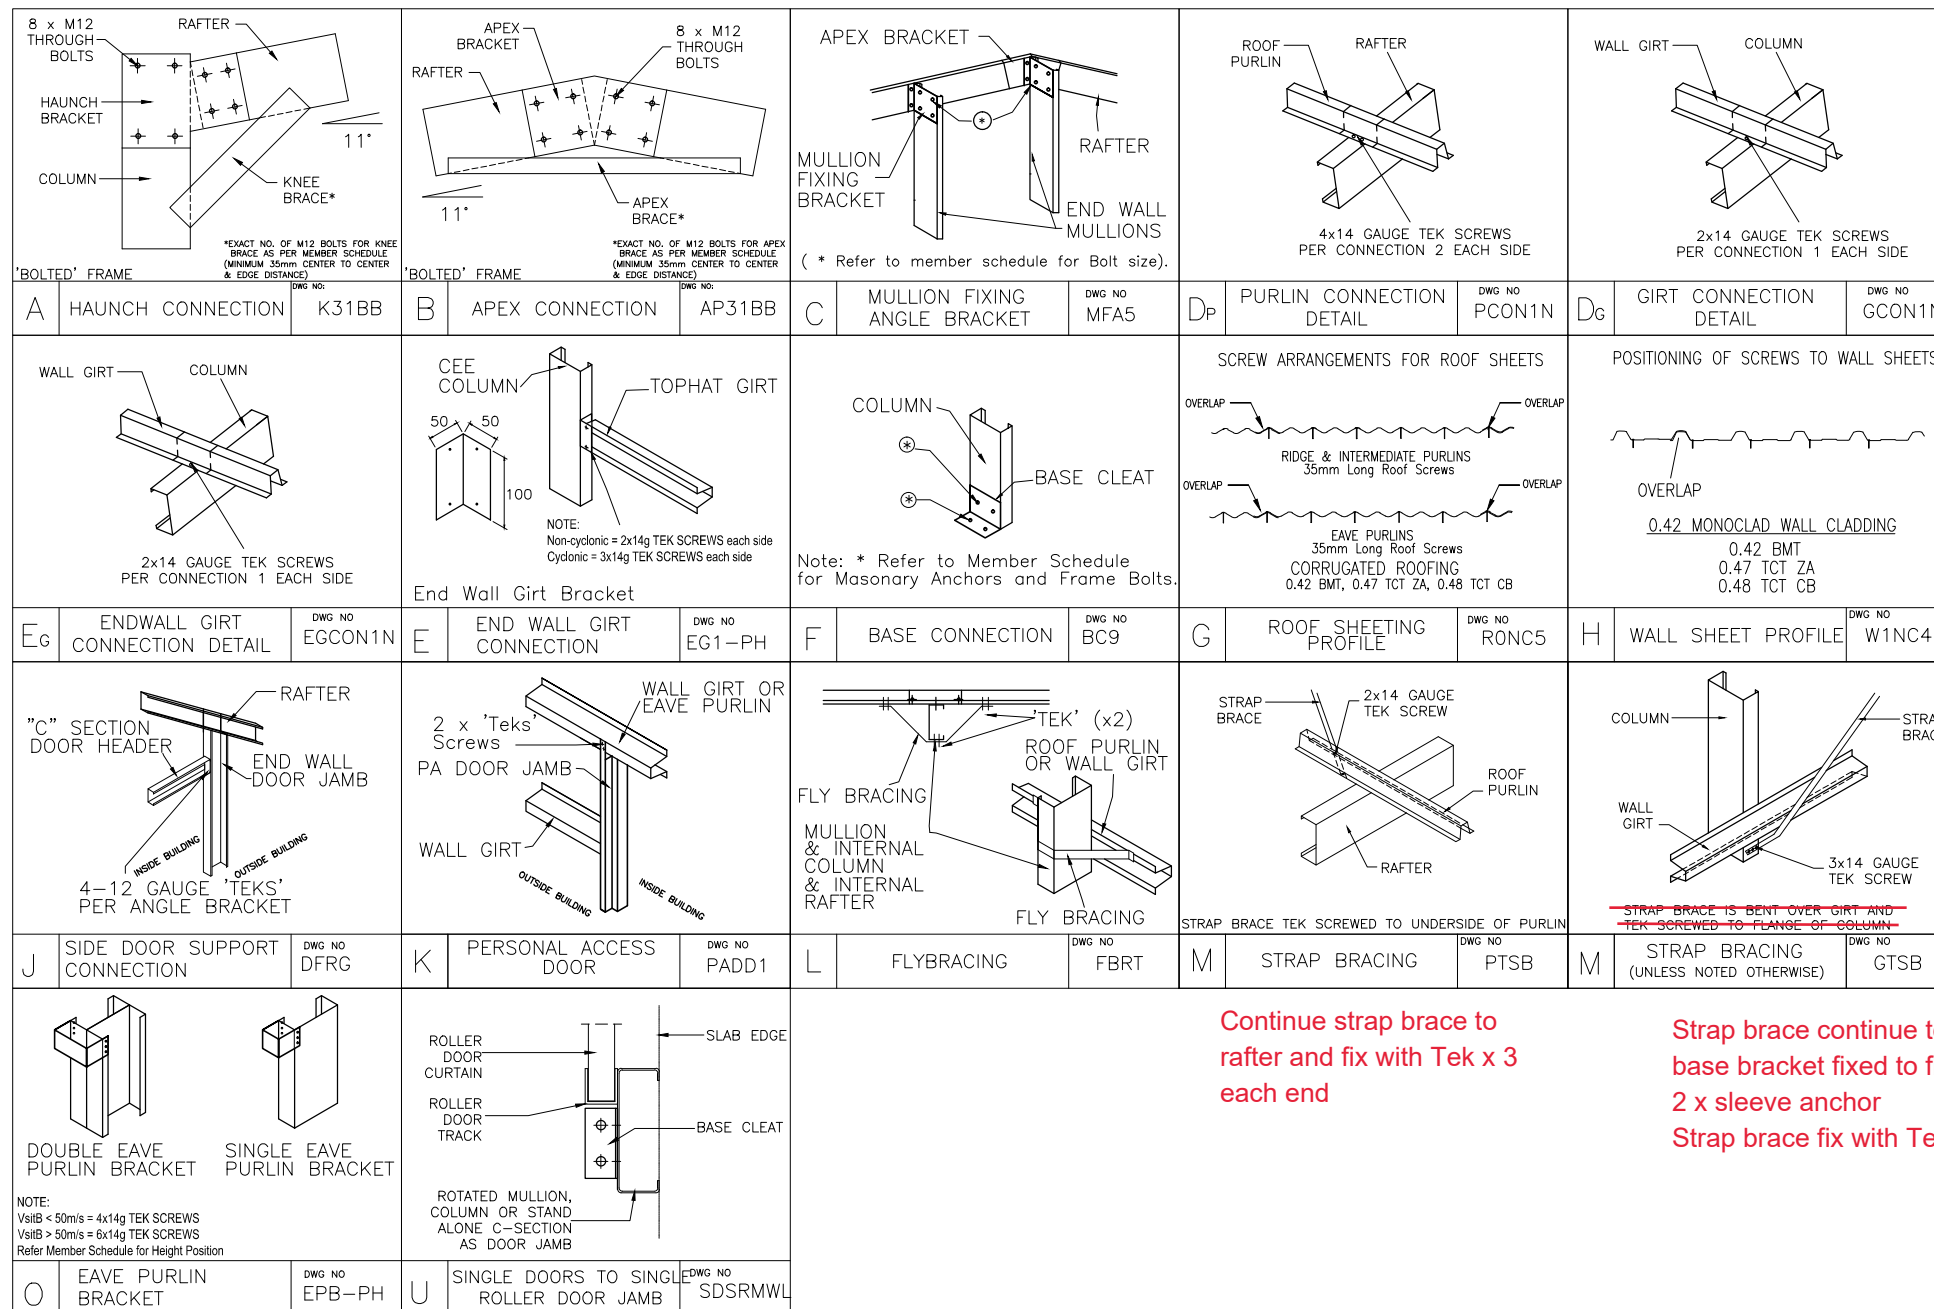 8 x M12
THROUGH
BOLTS
RAFTER
HAUNCH
BRACKET
11°
COLUMN
KNEE
BRACE*
*EXACT NO. OF M12 BOLTS FOR KNEE
BRACE AS PER MEMBER SCHEDULE
(MINIMUM 35mm CENTER TO CENTER
& EDGE DISTANCE)
'BOLTED' FRAME
A
HAUNCH CONNECTION
DWG NO:
K31BB
APEX
BRACKET
8 x M12
THROUGH
BOLTS
RAFTER
11°
APEX
BRACE*
*EXACT NO. OF M12 BOLTS FOR APEX
BRACE AS PER MEMBER SCHEDULE
(MINIMUM 35mm CENTER TO CENTER
& EDGE DISTANCE)
'BOLTED' FRAME
B
APEX CONNECTION
DWG NO:
AP31BB
APEX BRACKET
*
RAFTER
MULLION
FIXING
BRACKET
END WALL
MULLIONS
( * Refer to member schedule for Bolt size).
C
MULLION FIXING
ANGLE BRACKET
DWG NO
MFA5
ROOF
PURLIN
RAFTER
4x14 GAUGE TEK SCREWS
PER CONNECTION 2 EACH SIDE
DP
PURLIN CONNECTION
DETAIL
DWG NO
PCON1N
WALL GIRT
COLUMN
2x14 GAUGE TEK SCREWS
PER CONNECTION 1 EACH SIDE
DG
GIRT CONNECTION
DETAIL
DWG NO
GCON1N
WALL GIRT
COLUMN
2x14 GAUGE TEK SCREWS
PER CONNECTION 1 EACH SIDE
EG
ENDWALL GIRT
CONNECTION DETAIL
DWG NO
EGCON1N
CEE
COLUMN
TOPHAT GIRT
50
50
100
NOTE:
Non-cyclonic = 2x14g TEK SCREWS each side
Cyclonic = 3x14g TEK SCREWS each side
End Wall Girt Bracket
E
END WALL GIRT
CONNECTION
DWG NO
EG1-PH
COLUMN
*
BASE CLEAT
*
Note: * Refer to Member Schedule
for Masonary Anchors and Frame Bolts.
F
BASE CONNECTION
DWG NO
BC9
SCREW ARRANGEMENTS FOR ROOF SHEETS
OVERLAP
OVERLAP
RIDGE & INTERMEDIATE PURLINS
35mm Long Roof Screws
OVERLAP
OVERLAP
EAVE PURLINS
35mm Long Roof Screws
CORRUGATED ROOFING
0.42 BMT, 0.47 TCT ZA, 0.48 TCT CB
G
ROOF SHEETING
PROFILE
DWG NO
RONC5
POSITIONING OF SCREWS TO WALL SHEETS
OVERLAP
0.42 MONOCLAD WALL CLADDING
0.42 BMT
0.47 TCT ZA
0.48 TCT CB
H
WALL SHEET PROFILE
DWG NO
W1NC4
RAFTER
"C" SECTION
DOOR HEADER
END WALL
DOOR JAMB
INSIDE BUILDING
OUTSIDE BUILDING
4-12 GAUGE 'TEKS'
PER ANGLE BRACKET
J
SIDE DOOR SUPPORT
CONNECTION
DWG NO
DFRG
WALL GIRT OR
EAVE PURLIN
2 x 'Teks'
Screws
PA DOOR JAMB
WALL GIRT
OUTSIDE BUILDING
INSIDE BUILDING
K
PERSONAL ACCESS
DOOR
DWG NO
PADD1
'TEK' (x2)
ROOF PURLIN
OR WALL GIRT
FLY BRACING
MULLION
& INTERNAL
COLUMN
& INTERNAL
RAFTER
FLY BRACING
L
FLYBRACING
DWG NO
FBRT
STRAP
BRACE
2x14 GAUGE
TEK SCREW
ROOF
PURLIN
RAFTER
STRAP BRACE TEK SCREWED TO UNDERSIDE OF PURLIN
M
STRAP BRACING
DWG NO
PTSB
COLUMN
STRA
BRAC
WALL
GIRT
3x14 GAUGE
TEK SCREW
STRAP BRACE IS BENT OVER GIRT AND
TEK SCREWED TO FLANGE OF COLUMN
M
STRAP BRACING
(UNLESS NOTED OTHERWISE)
DWG NO
GTSB
DOUBLE EAVE
PURLIN BRACKET
SINGLE EAVE
PURLIN BRACKET
NOTE:
VsitB < 50m/s = 4x14g TEK SCREWS
VsitB > 50m/s = 6x14g TEK SCREWS
Refer Member Schedule for Height Position
O
EAVE PURLIN
BRACKET
DWG NO
EPB-PH
ROLLER
DOOR
CURTAIN
SLAB EDGE
ROLLER
DOOR
TRACK
BASE CLEAT
ROTATED MULLION,
COLUMN OR STAND
ALONE C-SECTION
AS DOOR JAMB
U
SINGLE DOORS TO SINGLE
ROLLER DOOR JAMB
DWG NO
SDSRMWL
Continue strap brace to
rafter and fix with Tek x 3
each end
Strap brace continue t
base bracket fixed to f
2 x sleeve anchor
Strap brace fix with Te